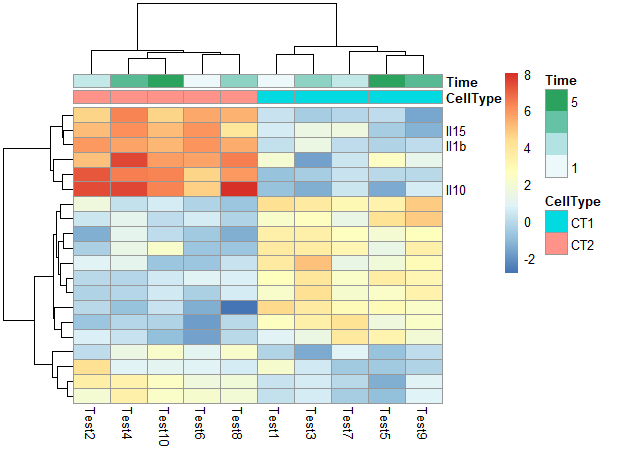 Time
CellType
Il15
Il1b
Il10
Test2
Test4
Test10
Test6
Test8
Test1
Test3
Test7
Test5
Test9
8
6
4
2
0
-2
Time
5
1
CellType
CT1
CT2